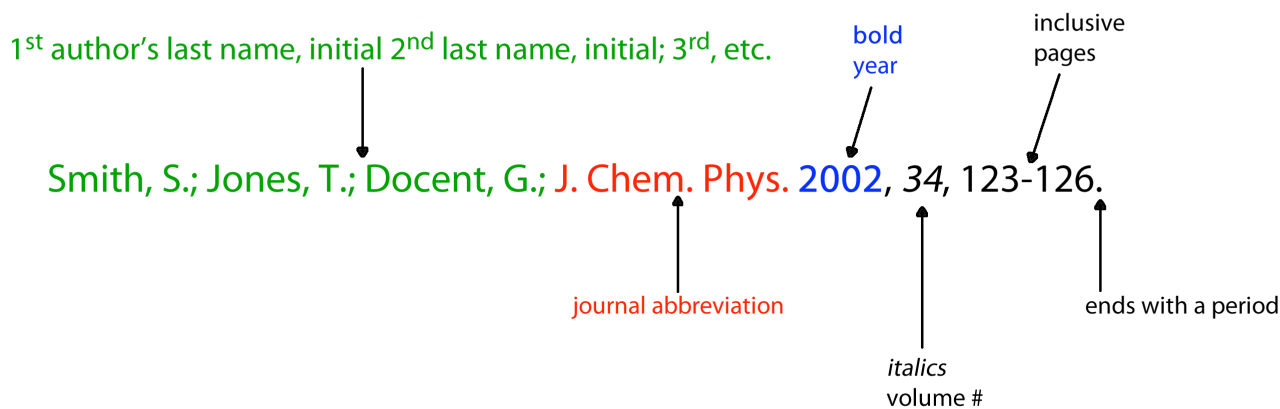 1st author’s last name, initial 2nd last name, initial; 3rd, etc.
bold
year
inclusive
pages
Smith, S.; Jones, T.; Docent, G.; J. Chem. Phys. 2002, 34, 123-126.
journal abbreviation
ends with a period
italics
volume #